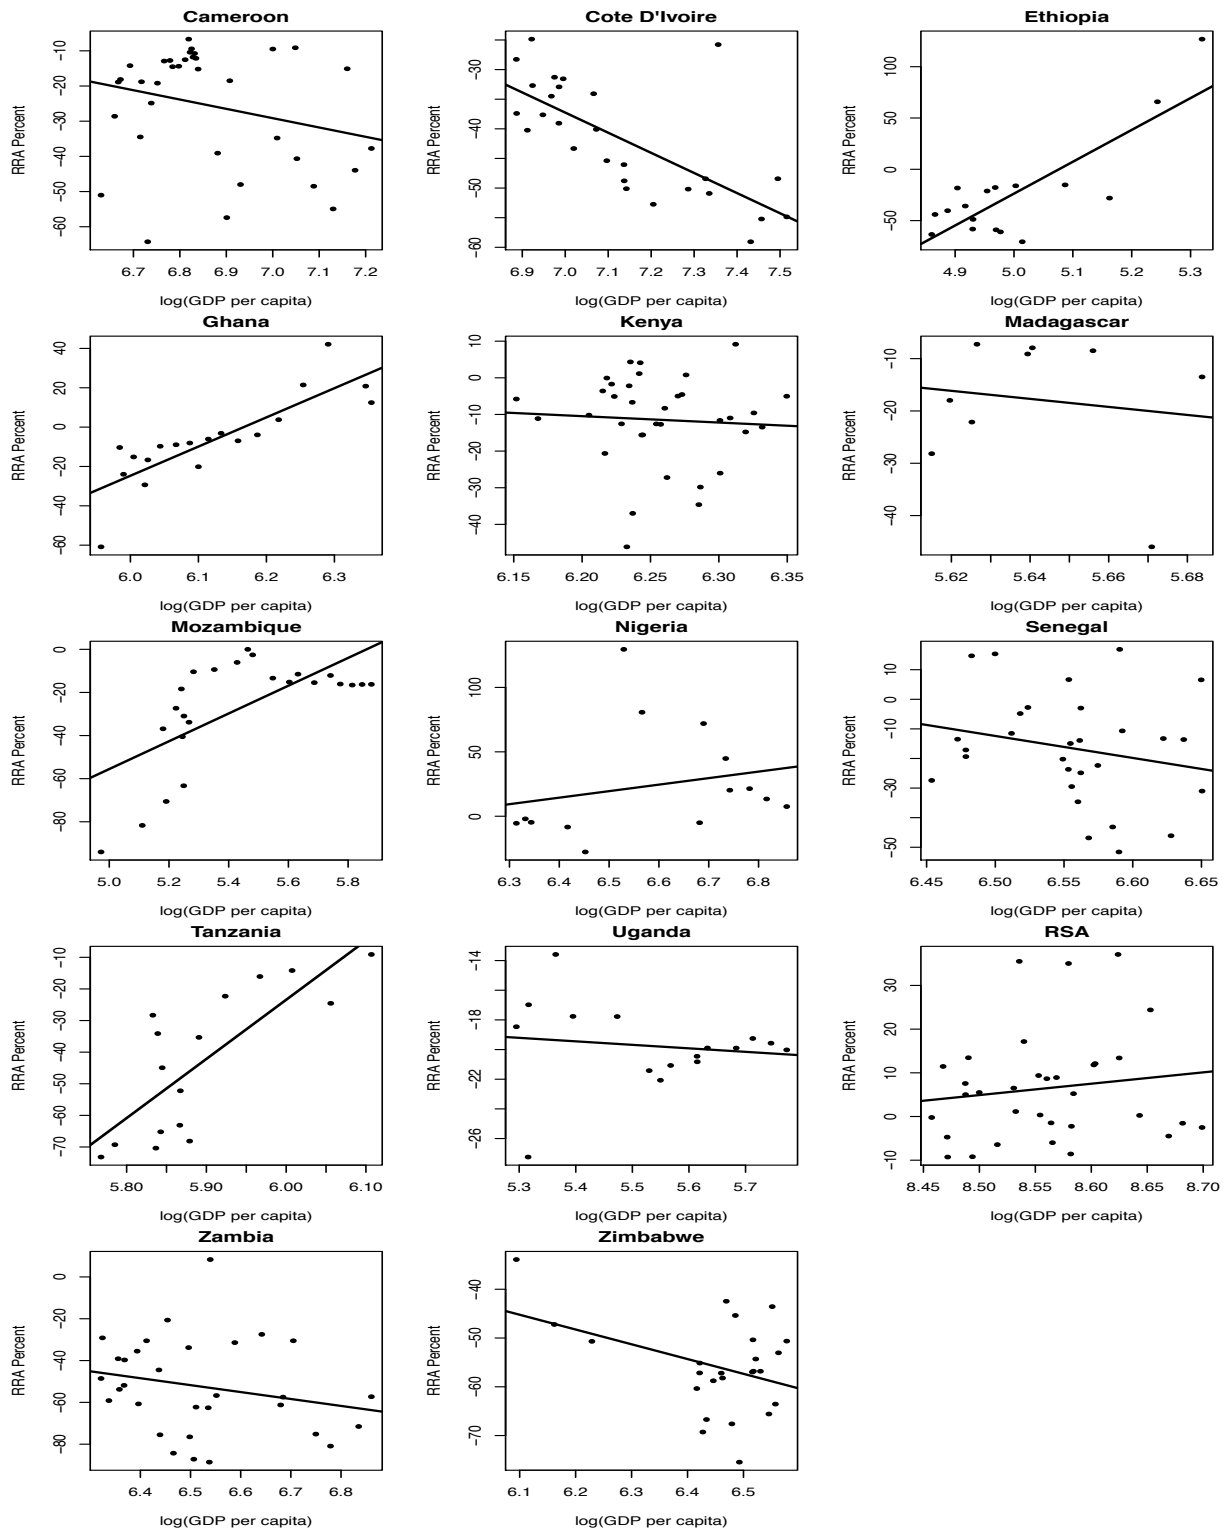 Cameroon
RRA Percent
-60 -50 -40 -30 -20 -10
6.7 6.8 6.9 7.0 7.1 7.2
log(GDP per capita)
Cote D'Ivoire
RRA Percent
-60 -50 -40 -30
6.9 7.0 7.1 7.2 7.3 7.4 7.5
log(GDP per capita)
Ethiopia
RRA Percent
-50 0 50 100
4.9 5.0 5.1 5.2 5.3
log(GDP per capita)
Ghana
RRA Percent
-60 -40 -20 0 20 40
6.0 6.1 6.2 6.3
log(GDP per capita)
Kenya
RRA Percent
-40 -30 -20 -10 0 10
6.15 6.20 6.25 6.30 6.35
log(GDP per capita)
Madagascar
RRA Percent
-40 -30 -20 -10
5.62 5.64 5.66 5.68
log(GDP per capita)
Mozambique
RRA Percent
-80 -60 -40 -20 0
5.0 5.2 5.4 5.6 5.8
log(GDP per capita)
Nigeria
RRA Percent
0 50 100
6.3 6.4 6.5 6.6 6.7 6.8
log(GDP per capita)
Senegal
RRA Percent
-50 -30 -10 0 10
6.45 6.50 6.55 6.60 6.65
log(GDP per capita)
Tanzania
RRA Percent
-70 -60 -50 -40 -30 -20 -10
5.80 5.90 6.00 6.10
log(GDP per capita)
Uganda
RRA Percent
-26 -22 -18 -14
5.3 5.4 5.5 5.6 5.7
log(GDP per capita)
RSA
RRA Percent
-10 0 10 20 30
8.45 8.50 8.55 8.60 8.65 8.70
log(GDP per capita)
Zambia
RRA Percent
-80 -60 -40 -20 0
6.4 6.5 6.6 6.7 6.8
log(GDP per capita)
Zimbabwe
RRA Percent
-70 -60 -50 -40
6.1 6.2 6.3 6.4 6.5
log(GDP per capita)